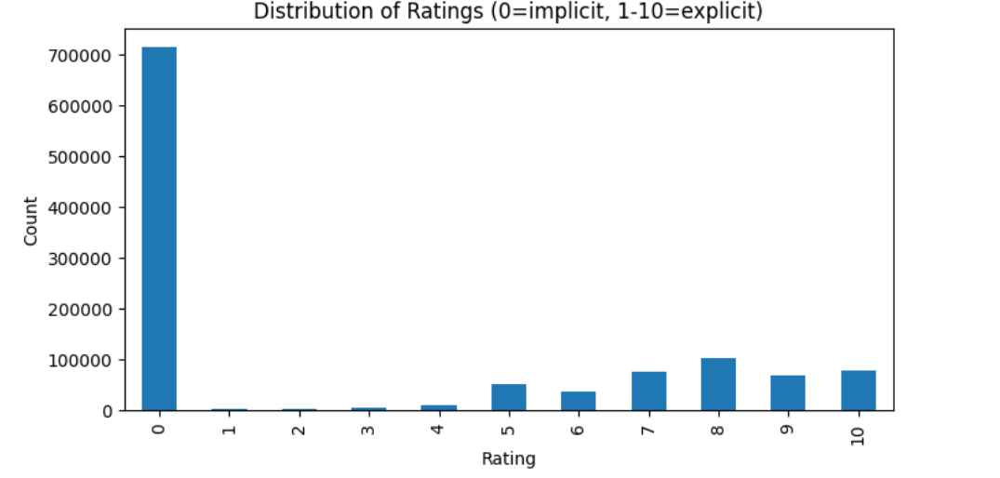 Distribution of Ratings (0=implicit, 1-10=explicit)
700000
600000
500000
400000
300000
200000
100000
0
Count
0 1 2 3 4 5 6 7 8 9 10
Rating